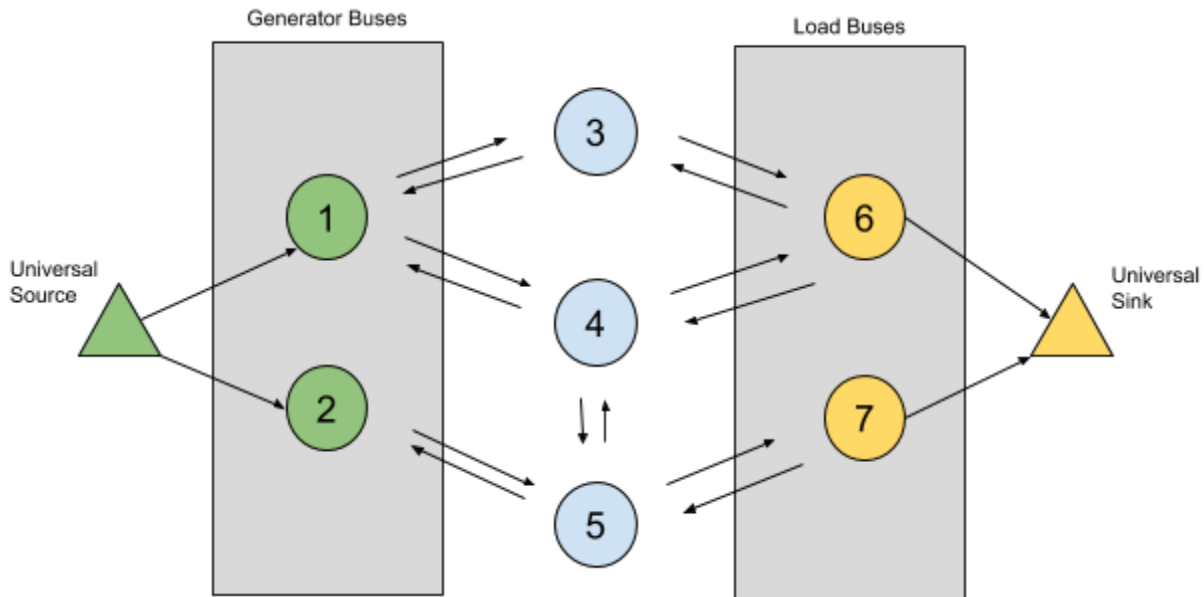 Generator Buses
Load Buses
3
1
6
Universal
Source
Universal
Sink
4
2
7
5